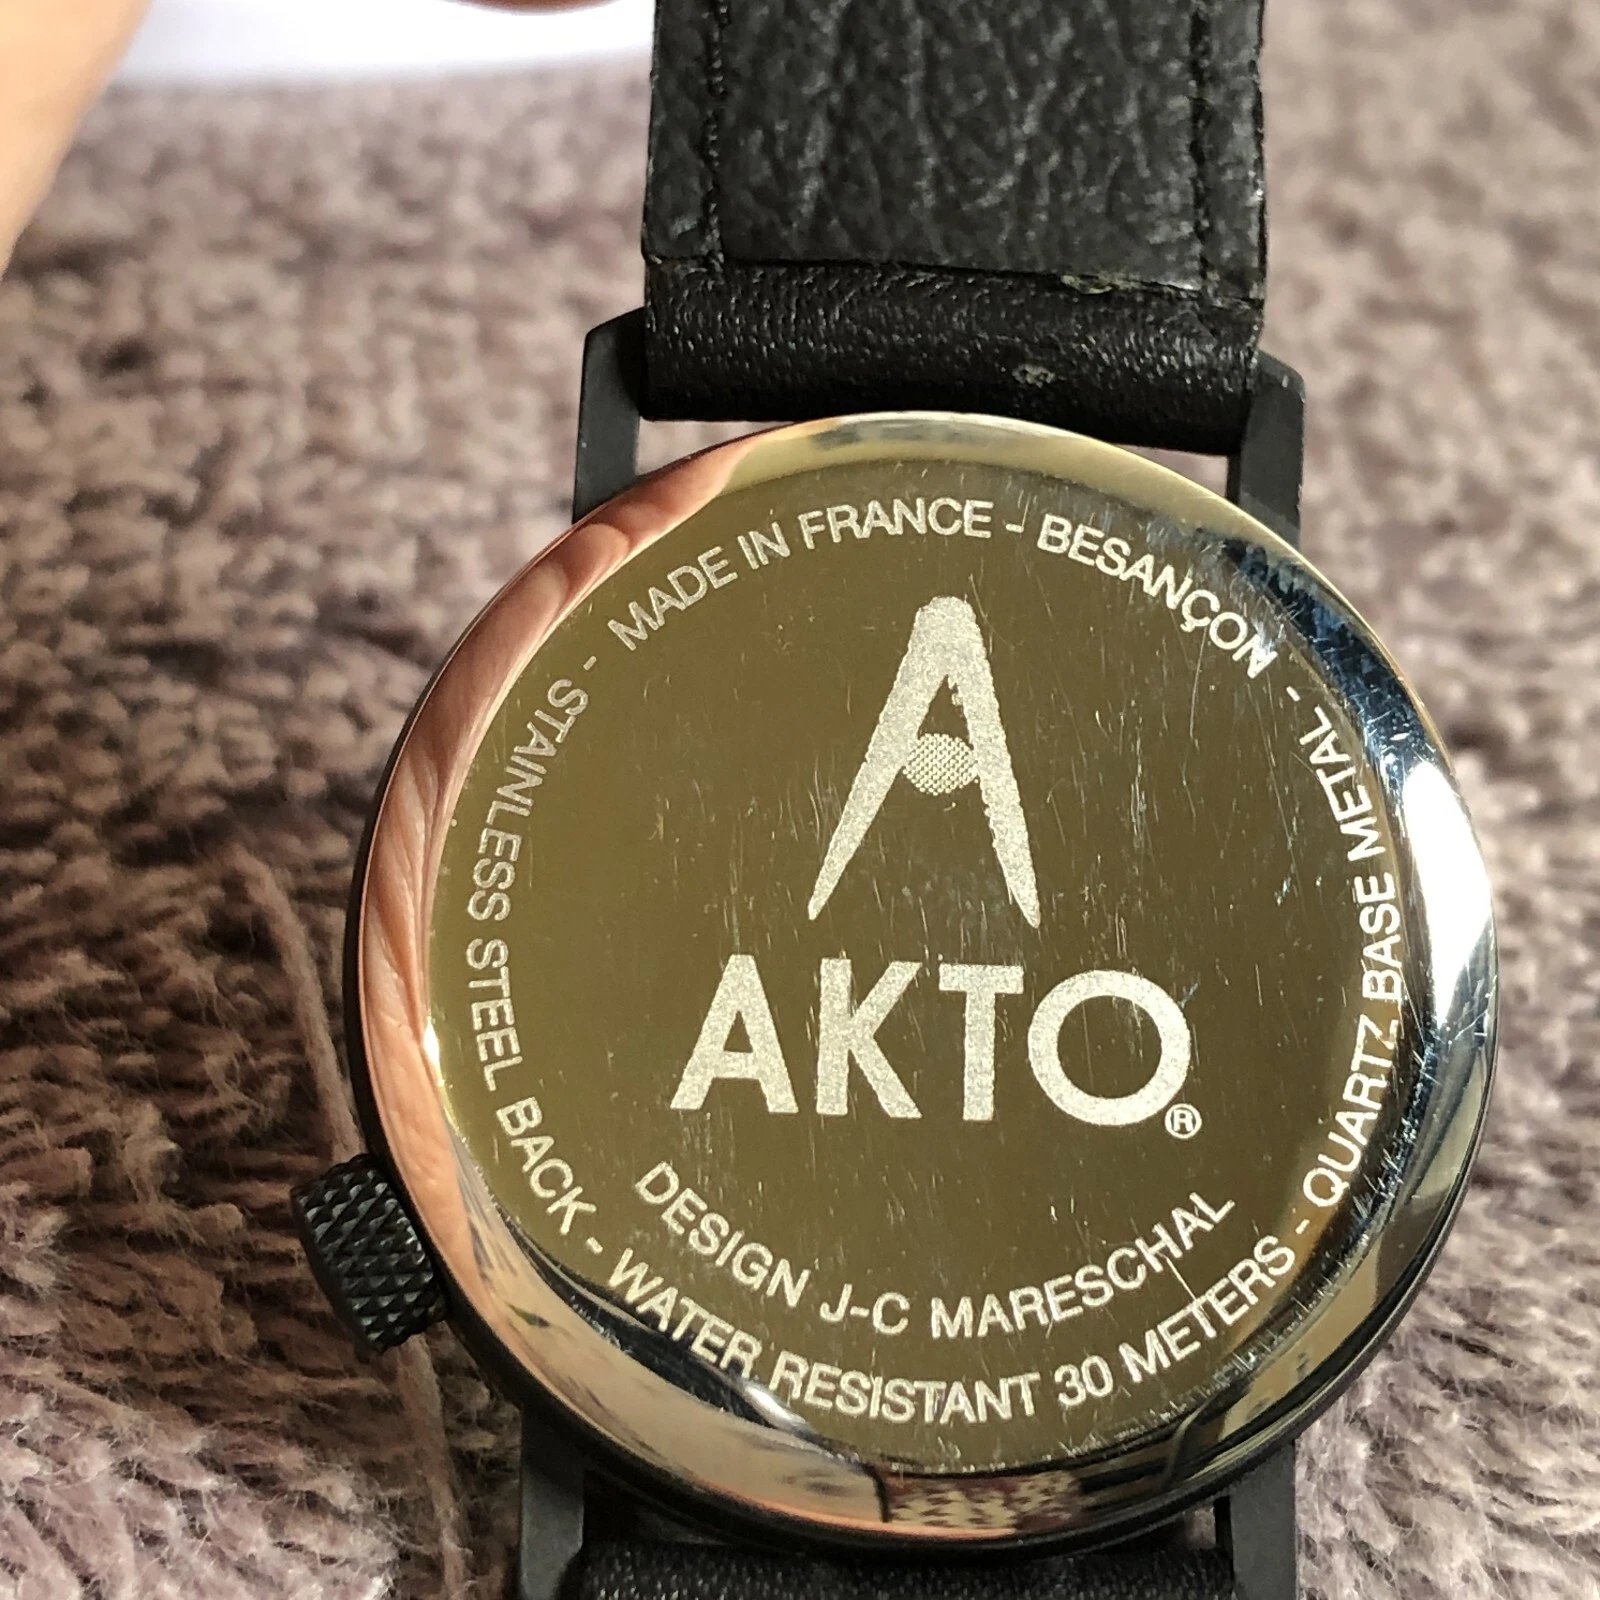 MADE IN FRANCE - BESANÇON - QUARTZ BASE METAL - WATER RESISTANT 30 METERS - STAINLESS STEEL BACK -
AKTO®
DESIGN J-C MARESCHAL